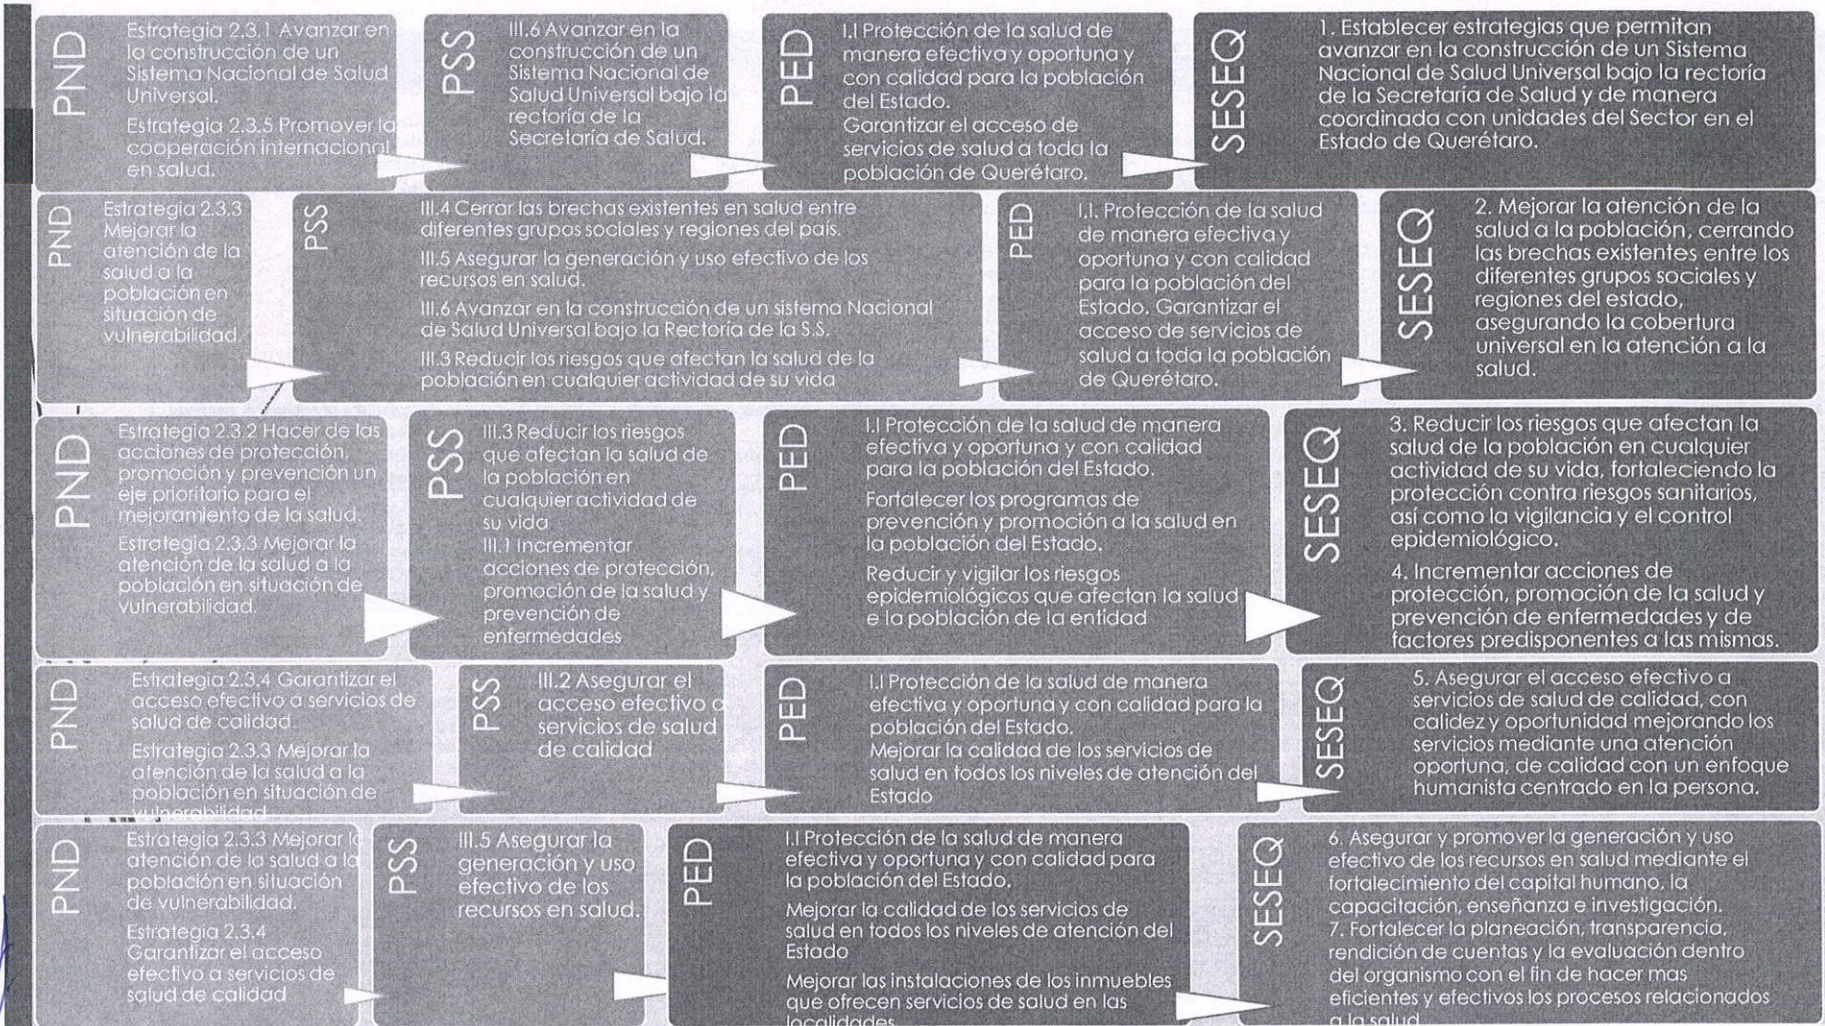 PND
Estrategia 2.3.1 Avanzar en
la construcción de un
Sistema Nacional de Salud
Universal.
Estrategia 2.3.5 Promover la
cooperación internacional
en salud.
PSS
III.6 Avanzar en la
construcción de un
Sistema Nacional de
Salud Universal bajo la
rectoría de la
Secretaría de Salud.
PED
I.I Protección de la salud de
manera efectiva y oportuna y
con calidad para la población
del Estado.
Garantizar el acceso de
servicios de salud a toda la
población de Querétaro.
SESEQ
1. Establecer estrategias que permitan
avanzar en la construcción de un Sistema
Nacional de Salud Universal bajo la rectoría
de la Secretaría de Salud y de manera
coordinada con unidades del Sector en el
Estado de Querétaro.
PND
Estrategia 2.3.3
Mejorar la
atención de la
salud a la
población en
situación de
vulnerabilidad.
PSS
III.4 Cerrar las brechas existentes en salud entre
diferentes grupos sociales y regiones del país.
III.5 Asegurar la generación y uso efectivo de los
recursos en salud.
III.6 Avanzar en la construcción de un sistema Nacional
de Salud Universal bajo la Rectoría de la S.S.
III.3 Reducir los riesgos que afectan la salud de la
población en cualquier actividad de su vida
PED
I.I. Protección de la salud
de manera efectiva y
oportuna y con calidad
para la población del
Estado. Garantizar el
acceso de servicios de
salud a toda la población
de Querétaro.
SESEQ
2. Mejorar la atención de la
salud a la población, cerrando
las brechas existentes entre los
diferentes grupos sociales y
regiones del estado,
asegurando la cobertura
universal en la atención a la
salud.
PND
Estrategia 2.3.2 Hacer de las
acciones de protección,
promoción y prevención un
eje prioritario para el
mejoramiento de la salud.
Estrategia 2.3.3 Mejorar la
atención de la salud a la
población en situación de
vulnerabilidad.
PSS
III.3 Reducir los riesgos
que afectan la salud de
la población en
cualquier actividad de
su vida
III.1 Incrementar
acciones de protección,
promoción de la salud y
prevención de
enfermedades
PED
I.I Protección de la salud de manera
efectiva y oportuna y con calidad
para la población del Estado.
Fortalecer los programas de
prevención y promoción a la salud en
la población del Estado.
Reducir y vigilar los riesgos
epidemiológicos que afectan la salud
e la población de la entidad
SESEQ
3. Reducir los riesgos que afectan la
salud de la población en cualquier
actividad de su vida, fortaleciendo la
protección contra riesgos sanitarios,
así como la vigilancia y el control
epidemiológico.
4. Incrementar acciones de
protección, promoción de la salud y
prevención de enfermedades y de
factores predisponentes a las mismas.
PND
Estrategia 2.3.4 Garantizar el
acceso efectivo a servicios de
salud de calidad.
Estrategia 2.3.3 Mejorar la
atención de la salud a la
población en situación de
vulnerabilidad
PSS
III.2 Asegurar el
acceso efectivo a
servicios de salud
de calidad
PED
I.I Protección de la salud de manera
efectiva y oportuna y con calidad para la
población del Estado.
Mejorar la calidad de los servicios de
salud en todos los niveles de atención del
Estado
SESEQ
5. Asegurar el acceso efectivo a
servicios de salud de calidad, con
calidez y oportunidad mejorando los
servicios mediante una atención
oportuna, de calidad con un enfoque
humanista centrado en la persona.
PND
Estrategia 2.3.3 Mejorar la
atención de la salud a la
población en situación
de vulnerabilidad.
Estrategia 2.3.4
Garantizar el acceso
efectivo a servicios de
salud de calidad
PSS
III.5 Asegurar la
generación y uso
efectivo de los
recursos en salud.
PED
I.I Protección de la salud de manera
efectiva y oportuna y con calidad para
la población del Estado.
Mejorar la calidad de los servicios de
salud en todos los niveles de atención del
Estado
Mejorar las instalaciones de los inmuebles
que ofrecen servicios de salud en las
localidades
SESEQ
6. Asegurar y promover la generación y uso
efectivo de los recursos en salud mediante el
fortalecimiento del capital humano, la
capacitación, enseñanza e investigación.
7. Fortalecer la planeación, transparencia,
rendición de cuentas y la evaluación dentro
del organismo con el fin de hacer mas
eficientes y efectivos los procesos relacionados
a la salud